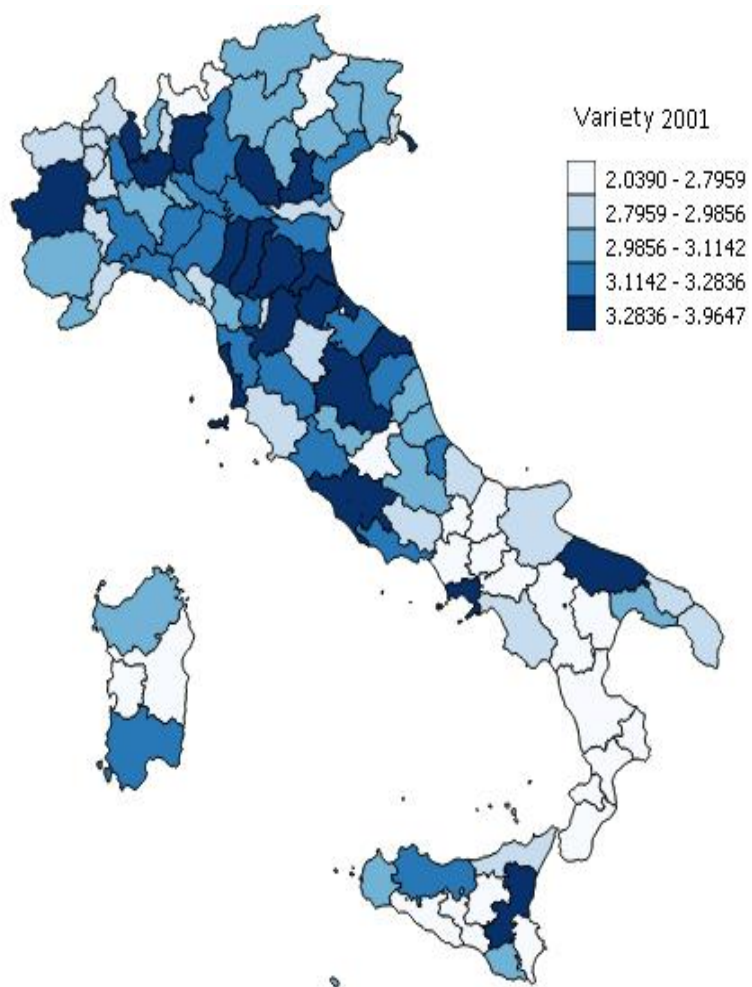 Variety 2001
2.0390 - 2.7959
2.7959 - 2.9856
2.9856 - 3.1142
3.1142 - 3.2836
3.2836 - 3.9647